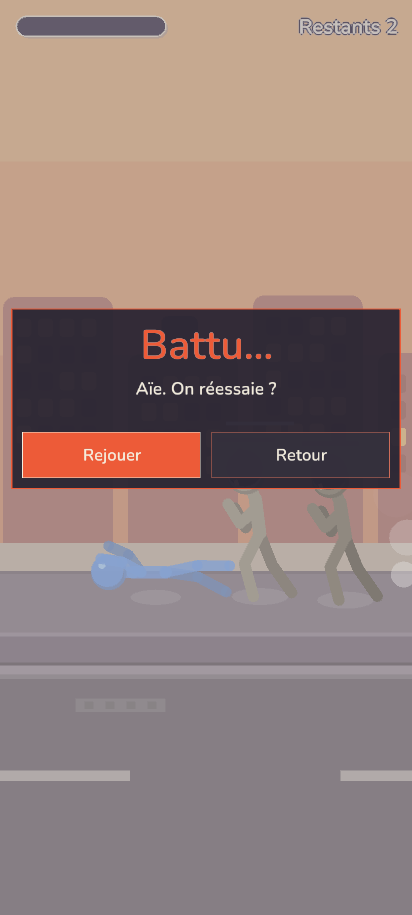 Restants 2
Battu...
Aïe. On réessaie ?
Rejouer
Retour